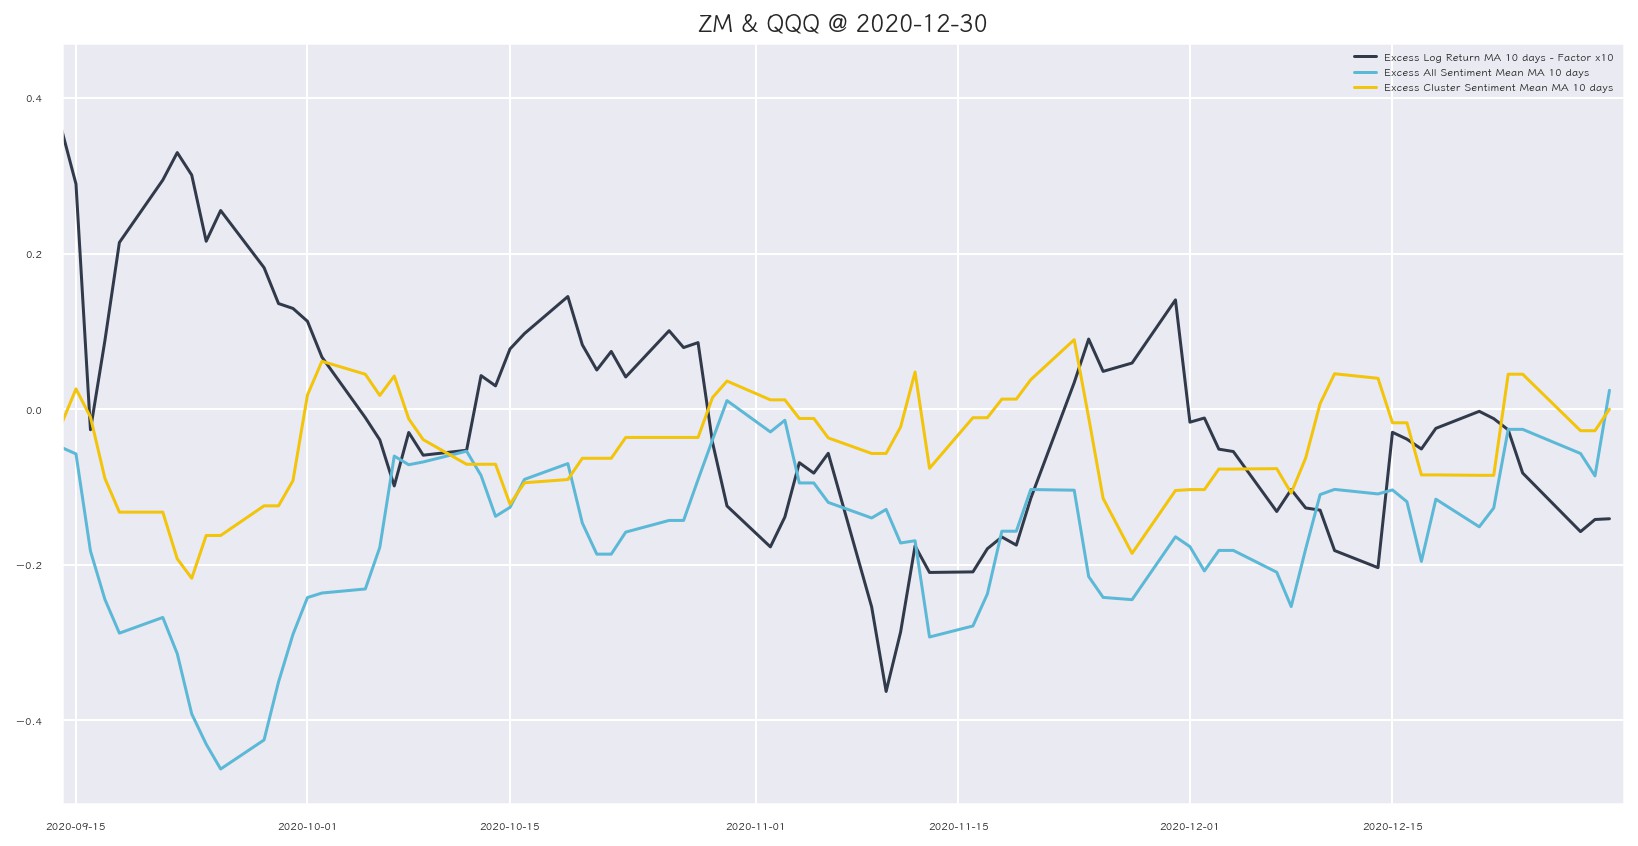 ZM & QQQ @ 2020-12-30
Excess Log Return MA 10 days - Factor x10
Excess All Sentiment Mean MA 10 days
Excess Cluster Sentiment Mean MA 10 days
0.4
0.2
0.0
−0.2
−0.4
2020-09-15 2020-10-01 2020-10-15 2020-11-01 2020-11-15 2020-12-01 2020-12-15